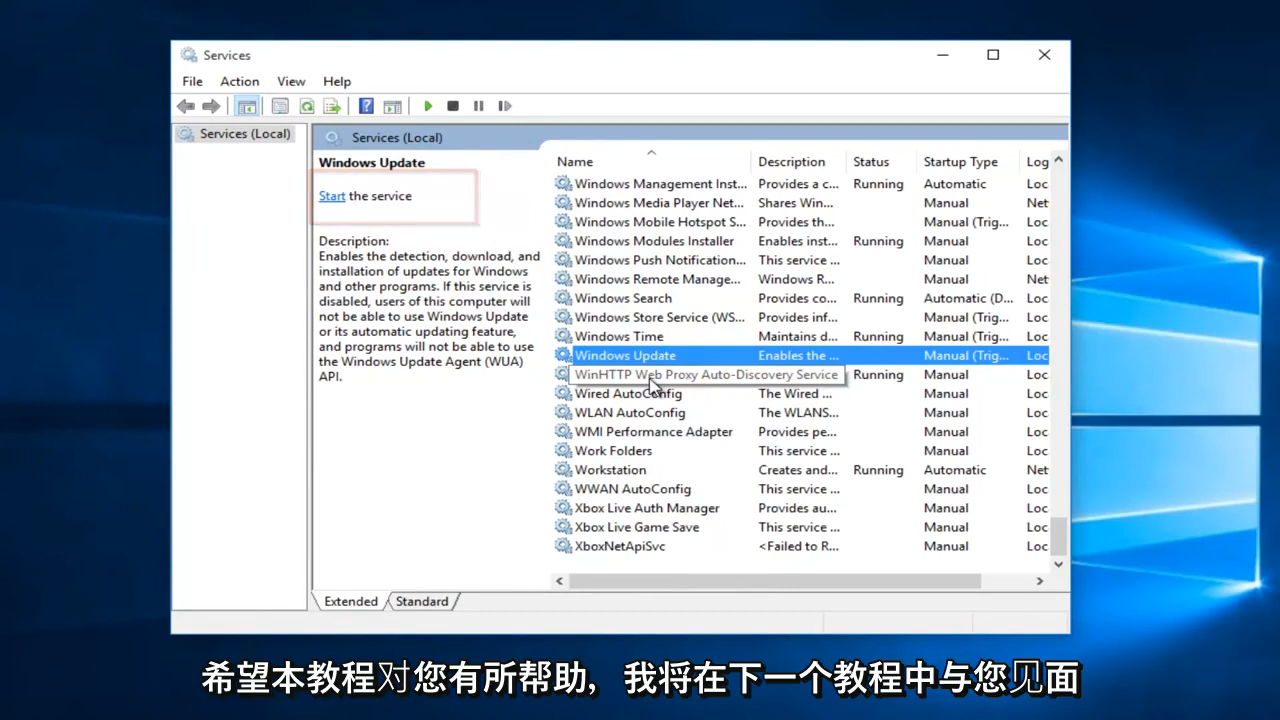 Services
File Action View Help
Services (Local)
Services (Local)
Windows Update
Start the service
Description:
Enables the detection, download, and
installation of updates for Windows
and other programs. If this service is
disabled, users of this computer will
not be able to use Windows Update
or its automatic updating feature,
and programs will not be able to use
the Windows Update Agent (WUA)
API.
Name Description Status Startup Type Log
Windows Management Inst... Provides a c... Running Automatic Loc
Windows Media Player Net... Shares Win... Manual Net
Windows Mobile Hotspot S... Provides th... Manual (Trig... Loc
Windows Modules Installer Enables inst... Running Manual Loc
Windows Push Notification... This service ... Manual Loc
Windows Remote Manage... Windows R... Manual Net
Windows Search Provides co... Running Automatic (D... Loc
Windows Store Service (WS... Provides inf... Manual (Trig... Loc
Windows Time Maintains d... Running Manual (Trig... Loc
Windows Update Enables the ... Manual (Trig... Loc
WinHTTP Web Proxy Auto-Discovery Service Running Manual Loc
Wired AutoConfig The Wired ... Manual Loc
WLAN AutoConfig The WLANS... Manual Loc
WMI Performance Adapter Provides pe... Manual Loc
Work Folders This service ... Manual Loc
Workstation Creates and... Running Automatic Net
WWAN AutoConfig This service ... Manual Loc
Xbox Live Auth Manager Provides au... Manual Loc
Xbox Live Game Save This service ... Manual Loc
XboxNetApiSvc <Failed to R... Manual Loc
Extended Standard
希望本教程对您有所帮助，我将在下一个教程中与您见面